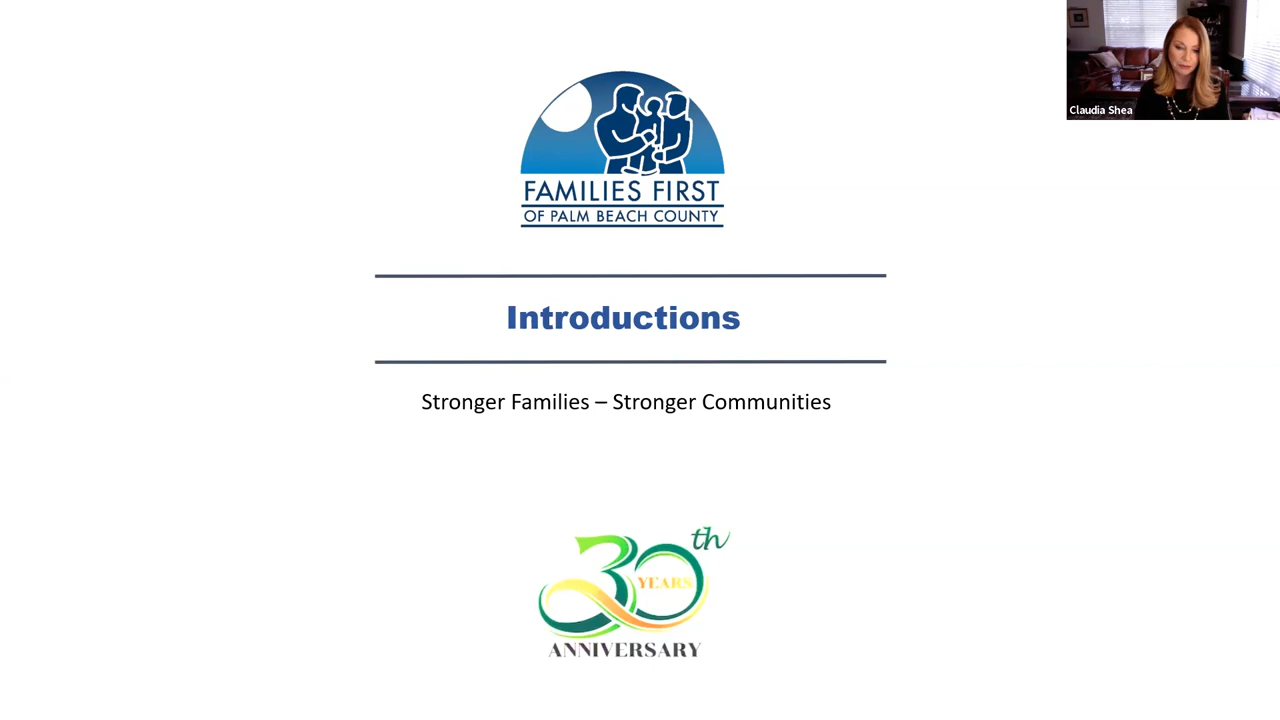 Claudia Shea
FAMILIES FIRST
OF PALM BEACH COUNTY
Introductions
Stronger Families – Stronger Communities
30th
YEARS
ANNIVERSARY